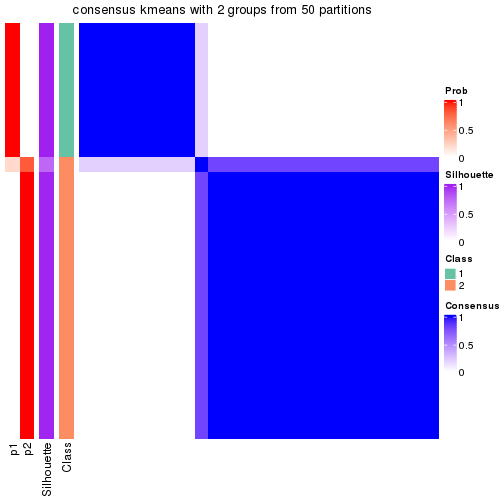 consensus kmeans with 2 groups from 50 partitions
Prob
1
0.5
0
Silhouette
1
0.5
0
Class
1
2
Consensus
1
0.5
0
p1
p2
Silhouette
Class